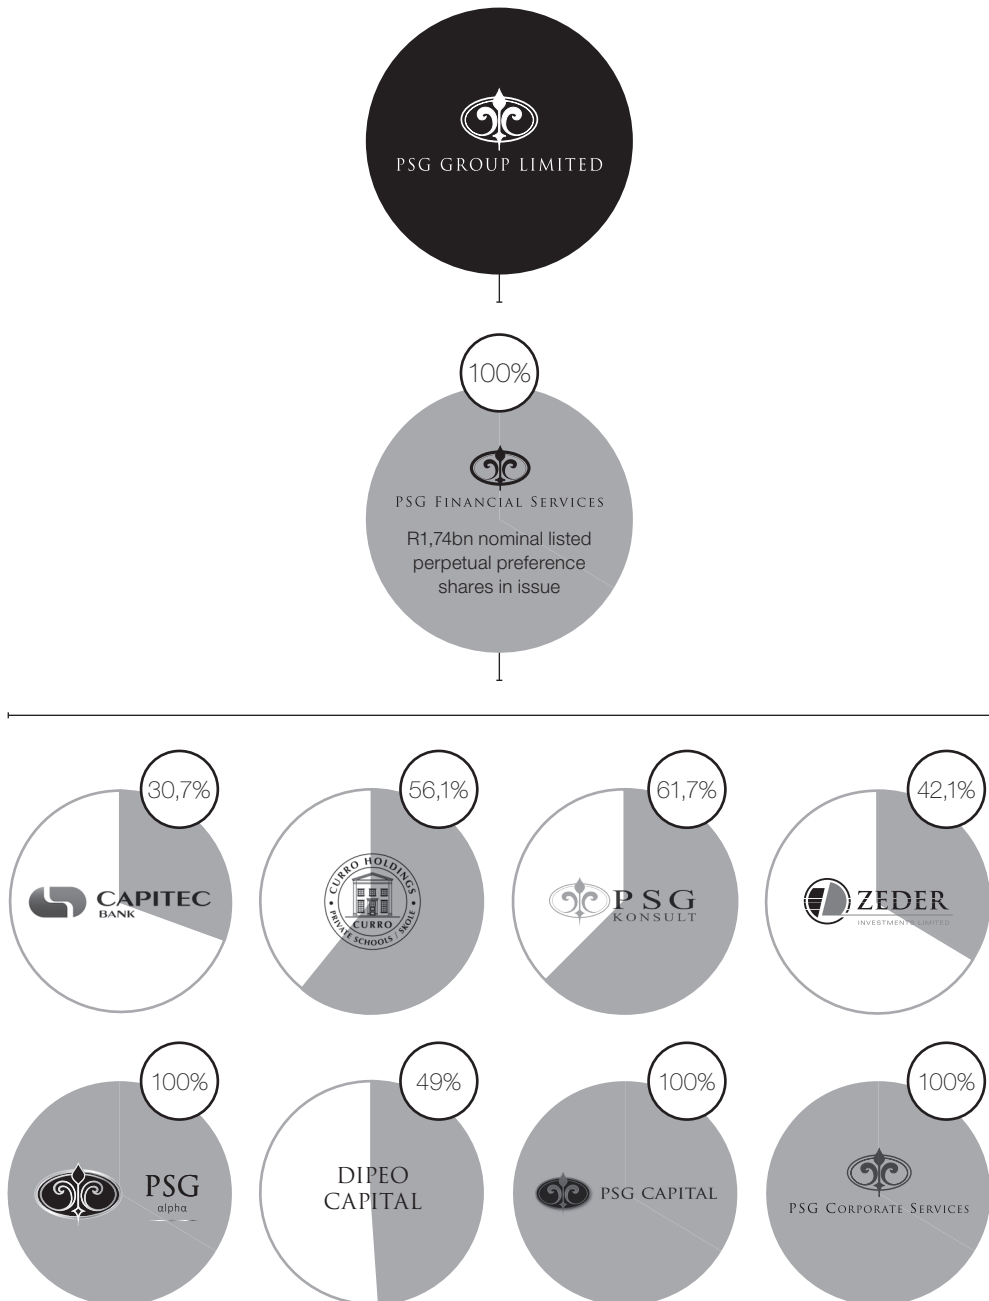 PSG GROUP LIMITED
100%
PSG FINANCIAL SERVICES
R1,74bn nominal listed
perpetual preference
shares in issue
30,7%
CAPITEC
BANK
56,1%
CURRO HOLDINGS
CURRO
PRIVATE SCHOOLS / SKOLE
61,7%
PSG
KONSULT
42,1%
ZEDER
INVESTMENTS LIMITED
100%
PSG
alpha
49%
DIPEO
CAPITAL
100%
PSG CAPITAL
100%
PSG CORPORATE SERVICES